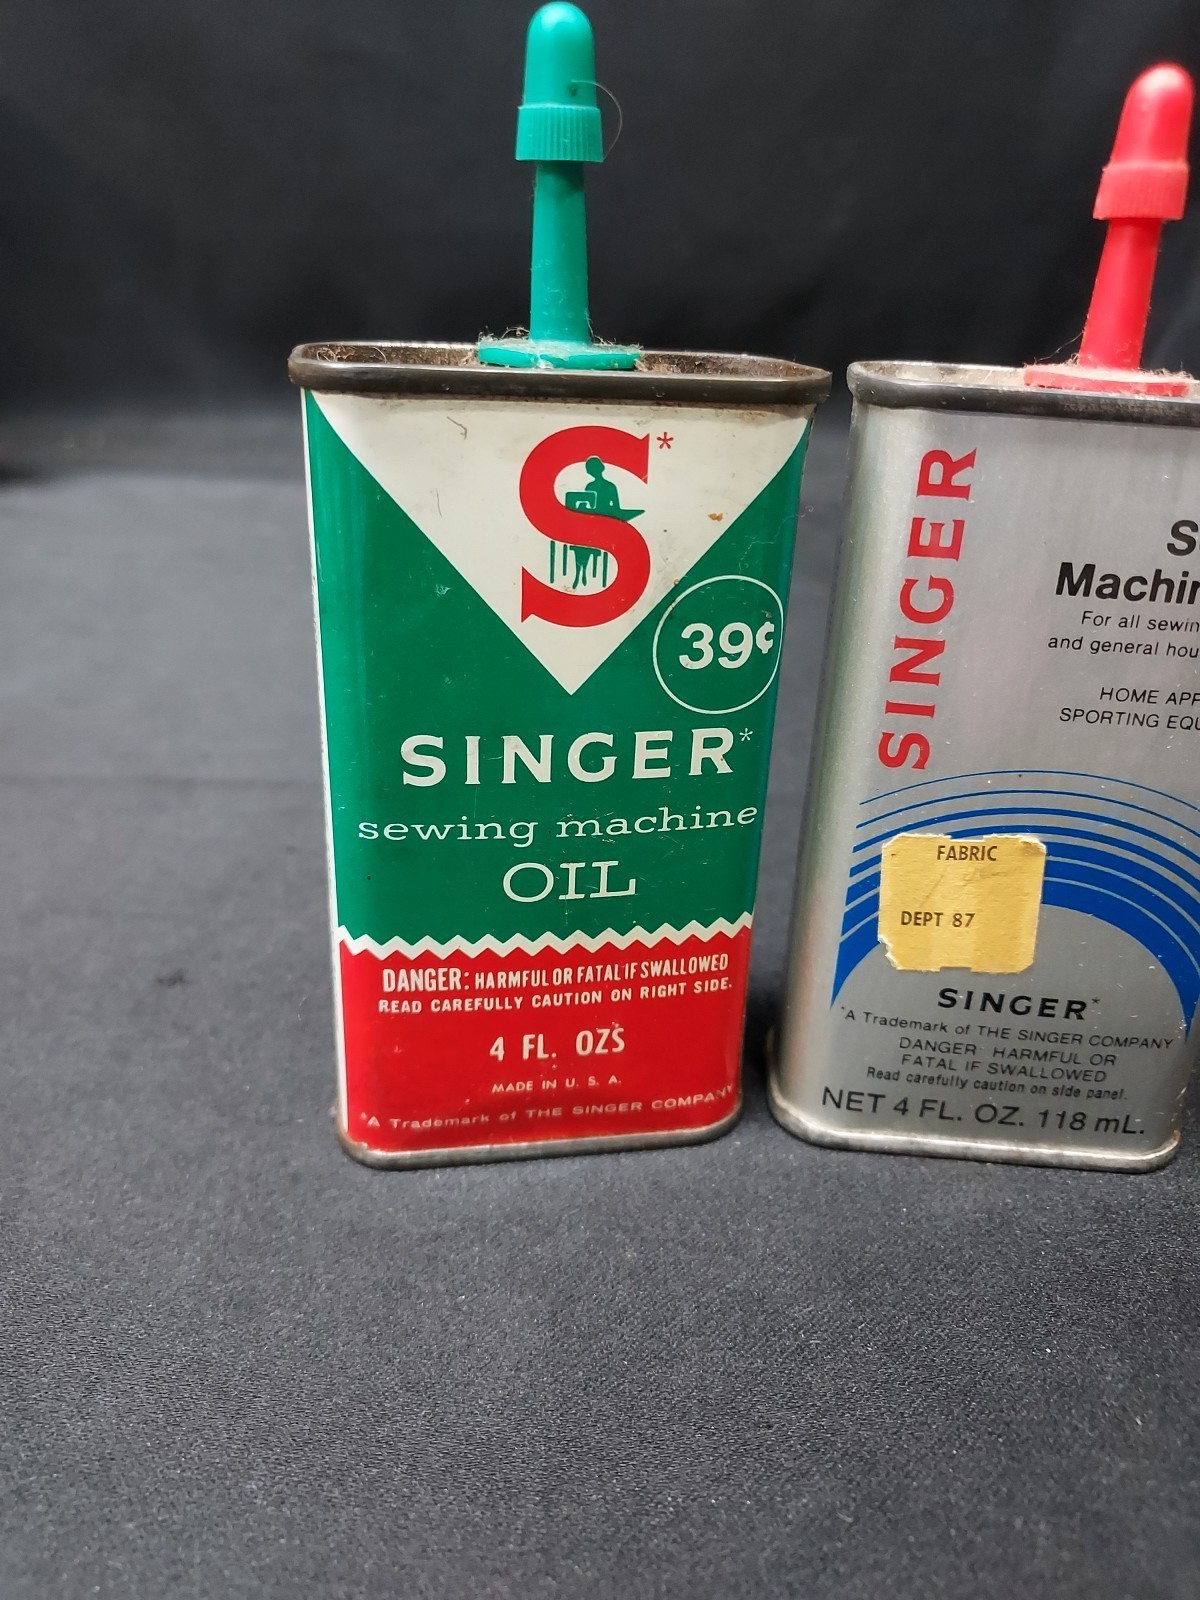 S*
39¢
SINGER*
sewing machine
OIL
DANGER: HARMFUL OR FATAL IF SWALLOWED
READ CAREFULLY CAUTION ON RIGHT SIDE.
4 FL. OZS
MADE IN U. S. A.
*A Trademark of THE SINGER COMPANY
SINGER
S
Machin
For all sewin
and general hou
HOME APP
SPORTING EQU
FABRIC
DEPT 87
SINGER*
*A Trademark of THE SINGER COMPANY
DANGER: HARMFUL OR
FATAL IF SWALLOWED
Read carefully caution on side panel.
NET 4 FL. OZ. 118 mL.